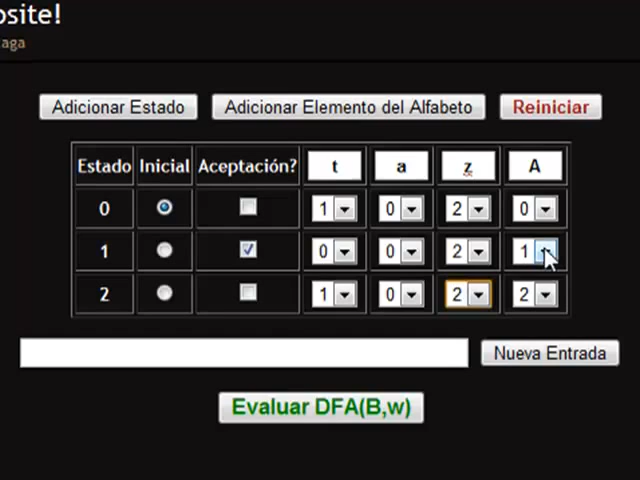 osite!
aga
Adicionar Estado Adicionar Elemento del Alfabeto Reiniciar
Estado Inicial Aceptación? t a z A
0 1 0 2 0
1 0 0 2 1
2 1 0 2 2
Nueva Entrada
Evaluar DFA(B,w)